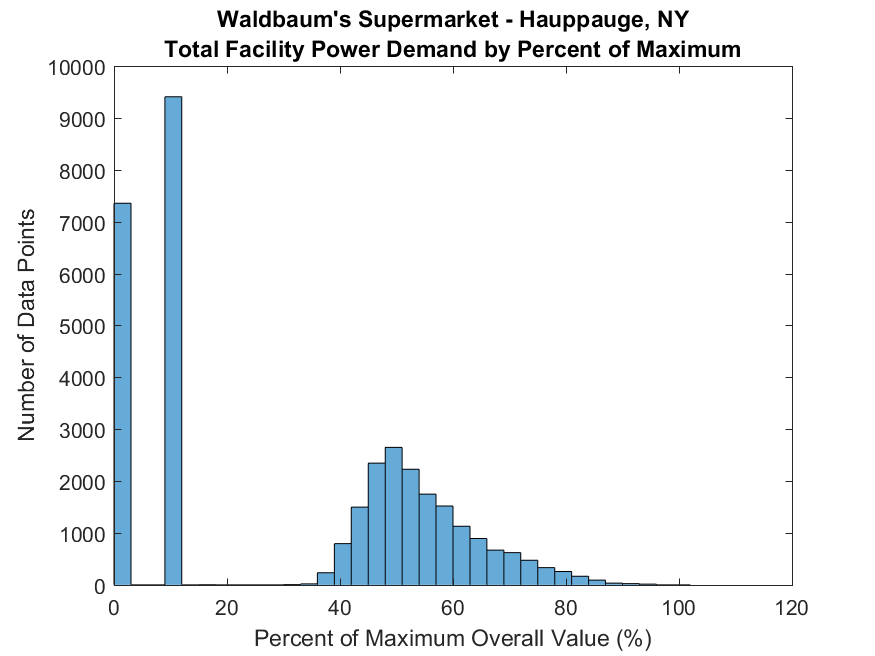 Waldbaum's Supermarket - Hauppauge, NY
Total Facility Power Demand by Percent of Maximum
10000
9000
8000
7000
6000
5000
4000
3000
2000
1000
0
Number of Data Points
0 20 40 60 80 100 120
Percent of Maximum Overall Value (%)